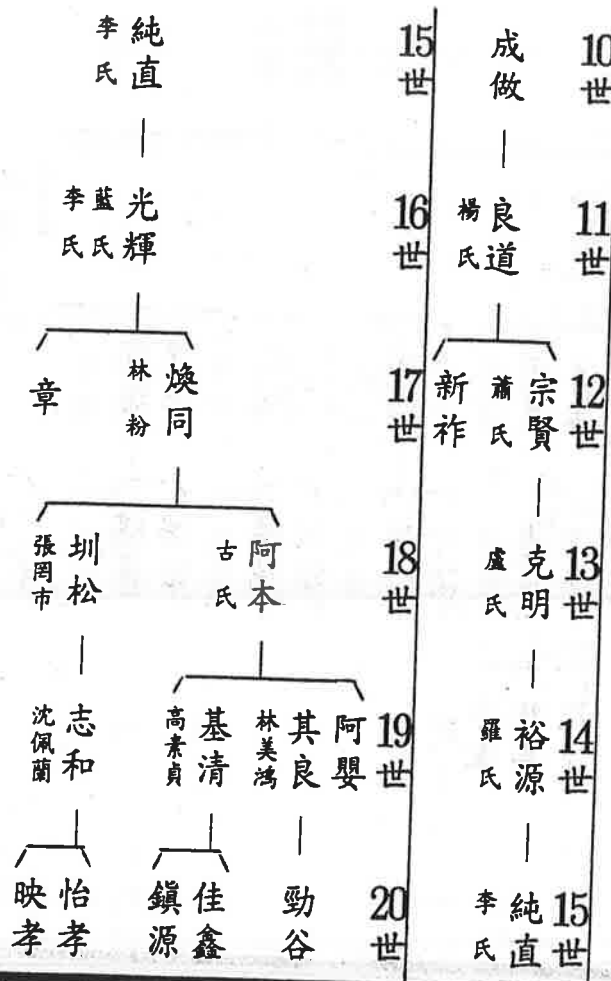 10世
成做
11世
良道
楊氏
12世
宗賢
蕭氏
新祚
13世
克明
盧氏
14世
裕源
羅氏
15世
純直
李氏
15世
純直
李氏
16世
光輝
藍氏
李氏
17世
煥同
林粉
章
18世
阿本
古氏
圳松
張罔市
19世
阿嬰
其良
林美鴻
基清
高素貞
志和
沈佩蘭
20世
勁谷
佳鑫
鎮源
怡孝
映孝